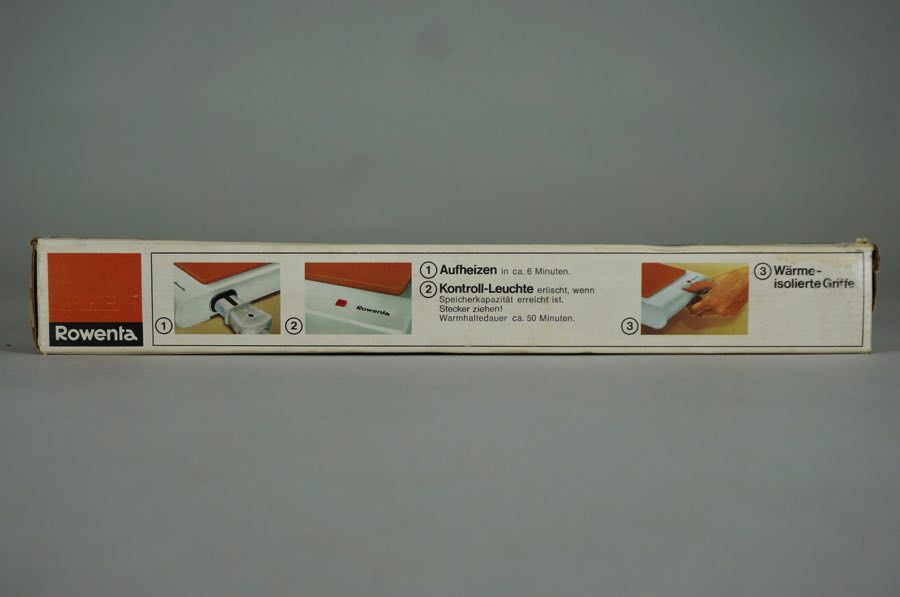 Rowenta
1
2
Rowenta
1 Aufheizen in ca. 6 Minuten.
2 Kontroll-Leuchte erlischt, wenn
Speicherkapazität erreicht ist.
Stecker ziehen!
Warmhaltedauer ca. 50 Minuten.
3
3 Wärme-
isolierte Griffe